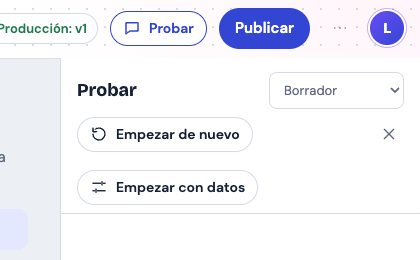 Producción: v1 Probar Publicar ··· L
Probar Borrador
Empezar de nuevo
a
Empezar con datos